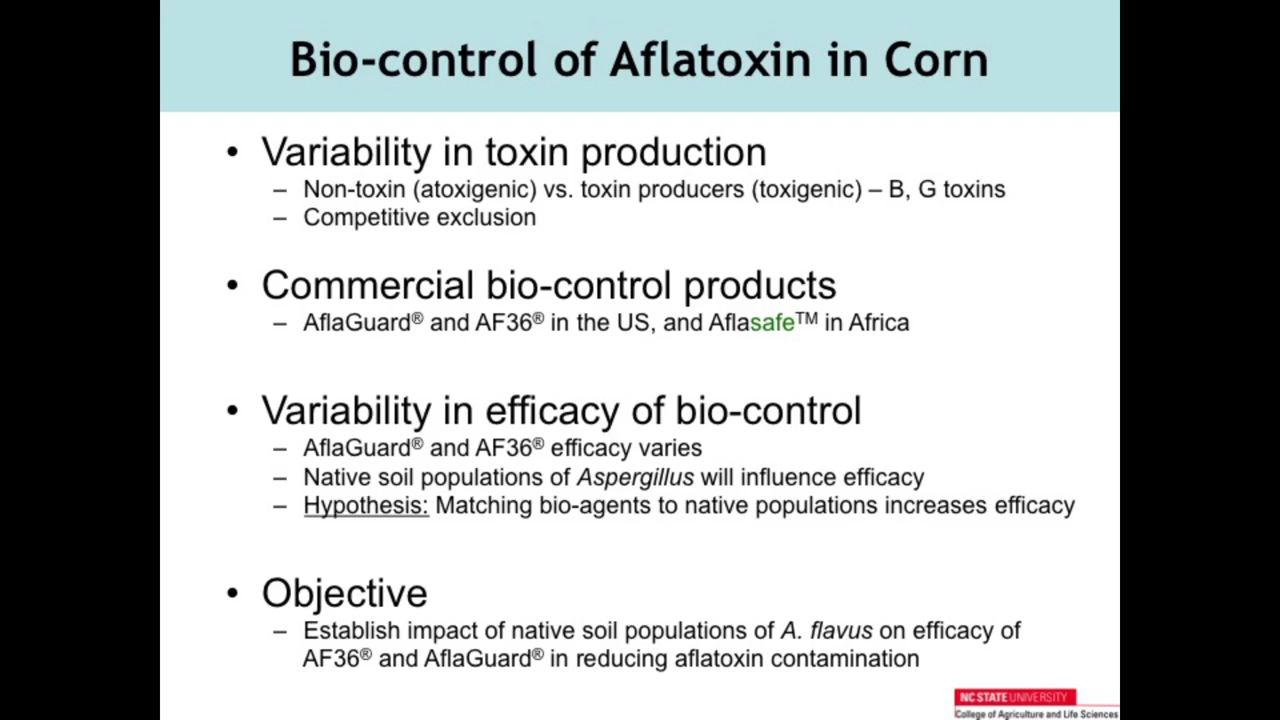 Bio-control of Aflatoxin in Corn
• Variability in toxin production
– Non-toxin (atoxigenic) vs. toxin producers (toxigenic) – B, G toxins
– Competitive exclusion
• Commercial bio-control products
– AflaGuard® and AF36® in the US, and Aflasafe™ in Africa
• Variability in efficacy of bio-control
– AflaGuard® and AF36® efficacy varies
– Native soil populations of Aspergillus will influence efficacy
– Hypothesis: Matching bio-agents to native populations increases efficacy
• Objective
– Establish impact of native soil populations of A. flavus on efficacy of
AF36® and AflaGuard® in reducing aflatoxin contamination
NC STATE UNIVERSITY
College of Agriculture and Life Sciences